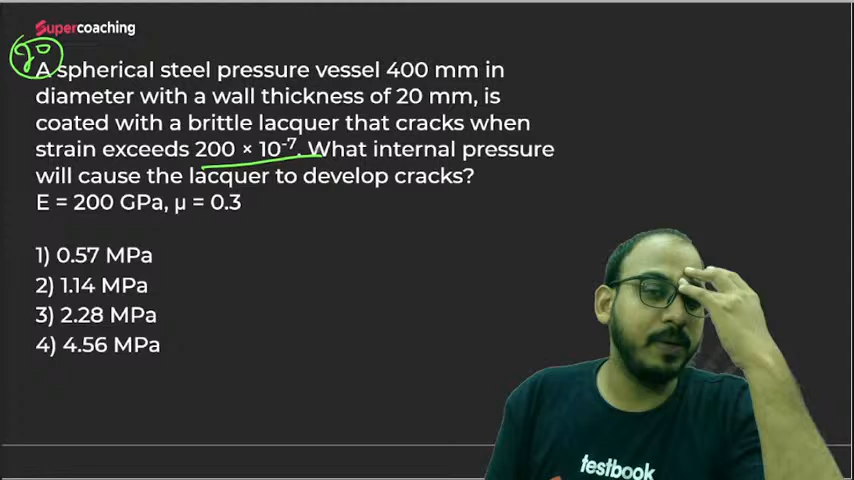 Supercoaching
A spherical steel pressure vessel 400 mm in
diameter with a wall thickness of 20 mm, is
coated with a brittle lacquer that cracks when
strain exceeds 200 × 10⁻⁷. What internal pressure
will cause the lacquer to develop cracks?
E = 200 GPa, μ = 0.3
1) 0.57 MPa
2) 1.14 MPa
3) 2.28 MPa
4) 4.56 MPa
testbook